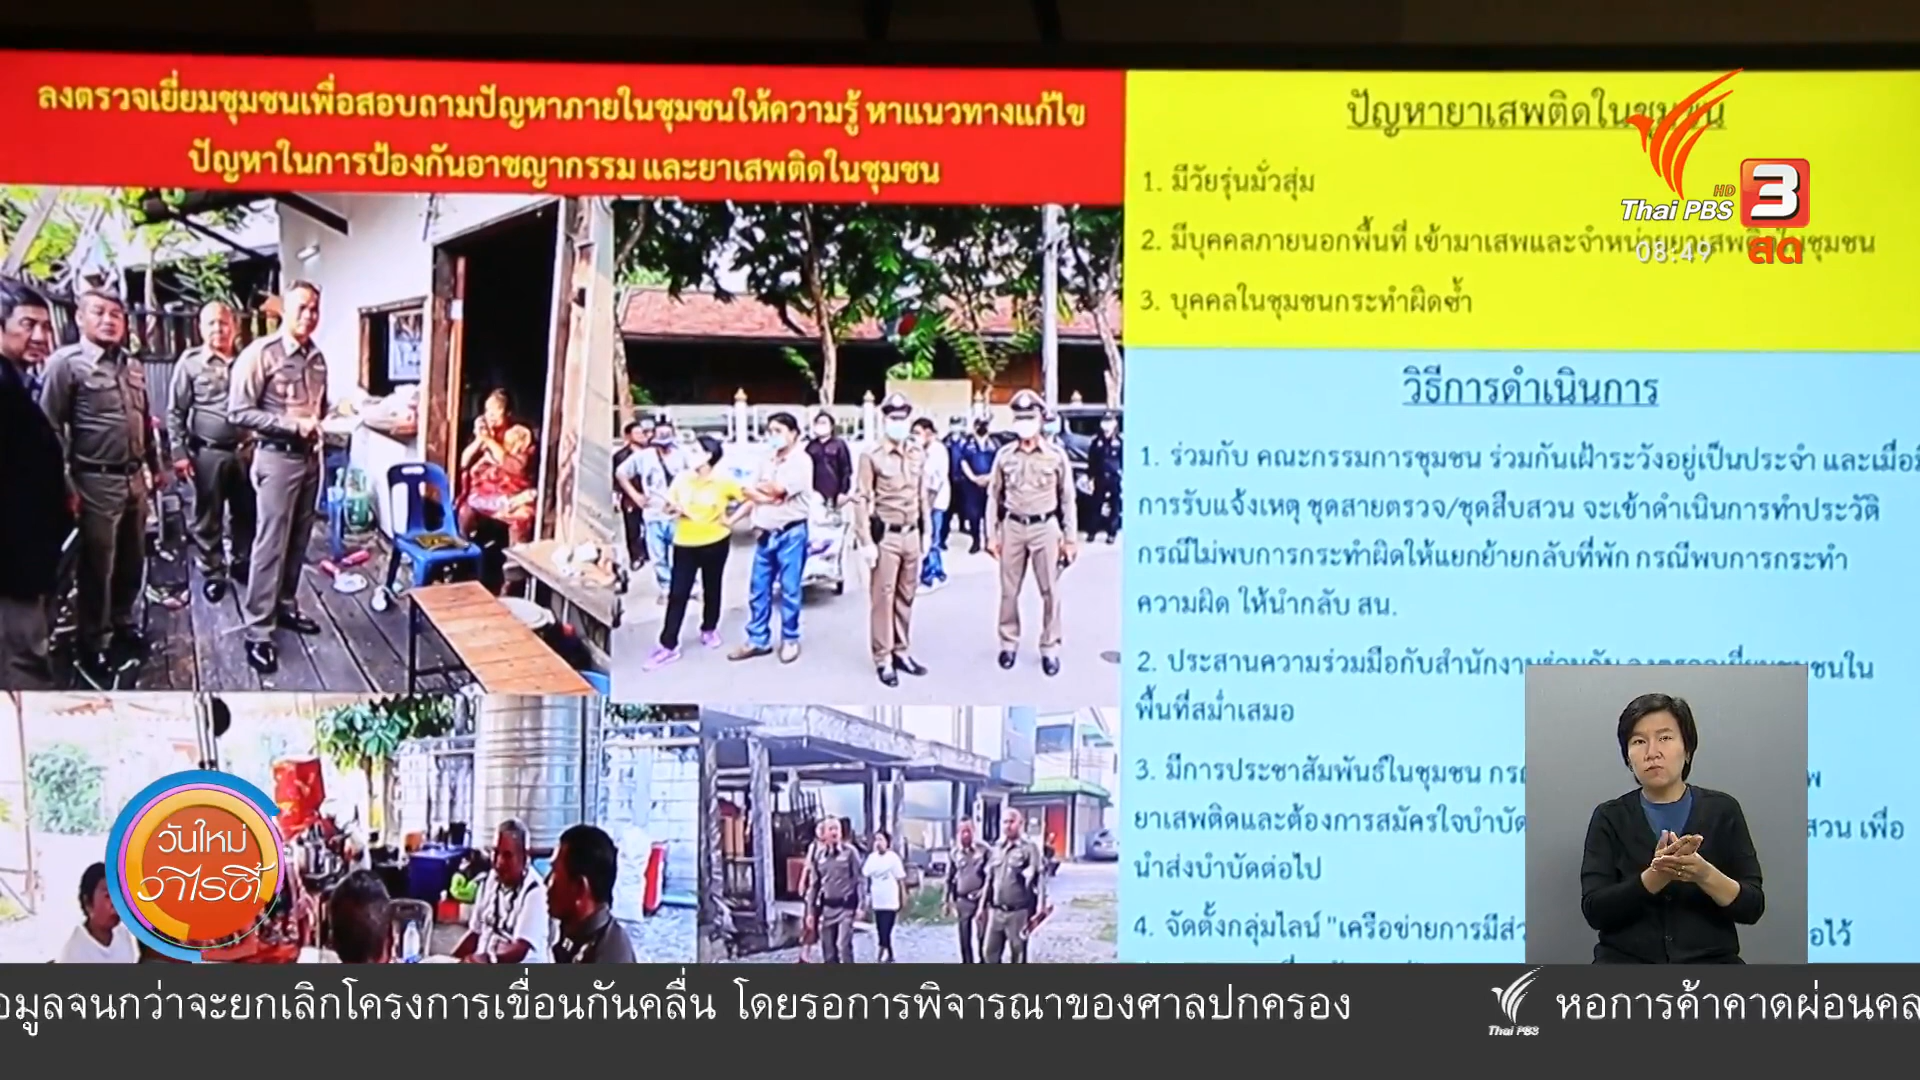 ลงตรวจเยี่ยมชุมชนเพื่อสอบถามปัญหาภายในชุมชนให้ความรู้ หาแนวทางแก้ไข
ปัญหาในการป้องกันอาชญากรรม และยาเสพติดในชุมชน
ปัญหายาเสพติดในชุมชน
1. มีวัยรุ่นมั่วสุ่ม
2. มีบุคคลภายนอกพื้นที่ เข้ามาเสพและจำหน่ายยาเสพติดในชุมชน
3. บุคคลในชุมชนกระทำผิดซ้ำ
HD
Thai PBS 3
08:49 สด
วิธีการดำเนินการ
1. ร่วมกับ คณะกรรมการชุมชน ร่วมกันเฝ้าระวังอยู่เป็นประจำ และเมื่อ
การรับแจ้งเหตุ ชุดสายตรวจ/ชุดสืบสวน จะเข้าดำเนินการทำประวัติ
กรณีไม่พบการกระทำผิดให้แยกย้ายกลับที่พัก กรณีพบการกระทำ
ความผิด ให้นำกลับ สน.
2. ประสานความร่วมมือกับสำนักงาน
พื้นที่สม่ำเสมอ
3. มีการประชาสัมพันธ์ในชุมชน
ยาเสพติดและต้องการสมัครใจบำบัด สวน เพื่อ
นำส่งบำบัดต่อไป
4. จัดตั้งกลุ่มไลน์ "เครือข่ายการมีส่ว
วันใหม่
วาไรตี้
อมูลจนกว่าจะยกเลิกโครงการเขื่อนกันคลื่น โดยรอการพิจารณาของศาลปกครอง
Thai PBS
หอการค้าคาดผ่อนคล